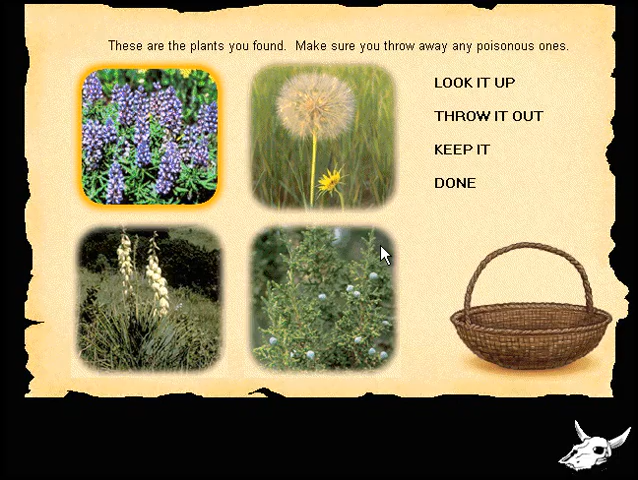 These are the plants you found.  Make sure you throw away any poisonous ones.
LOOK IT UP
THROW IT OUT
KEEP IT
DONE